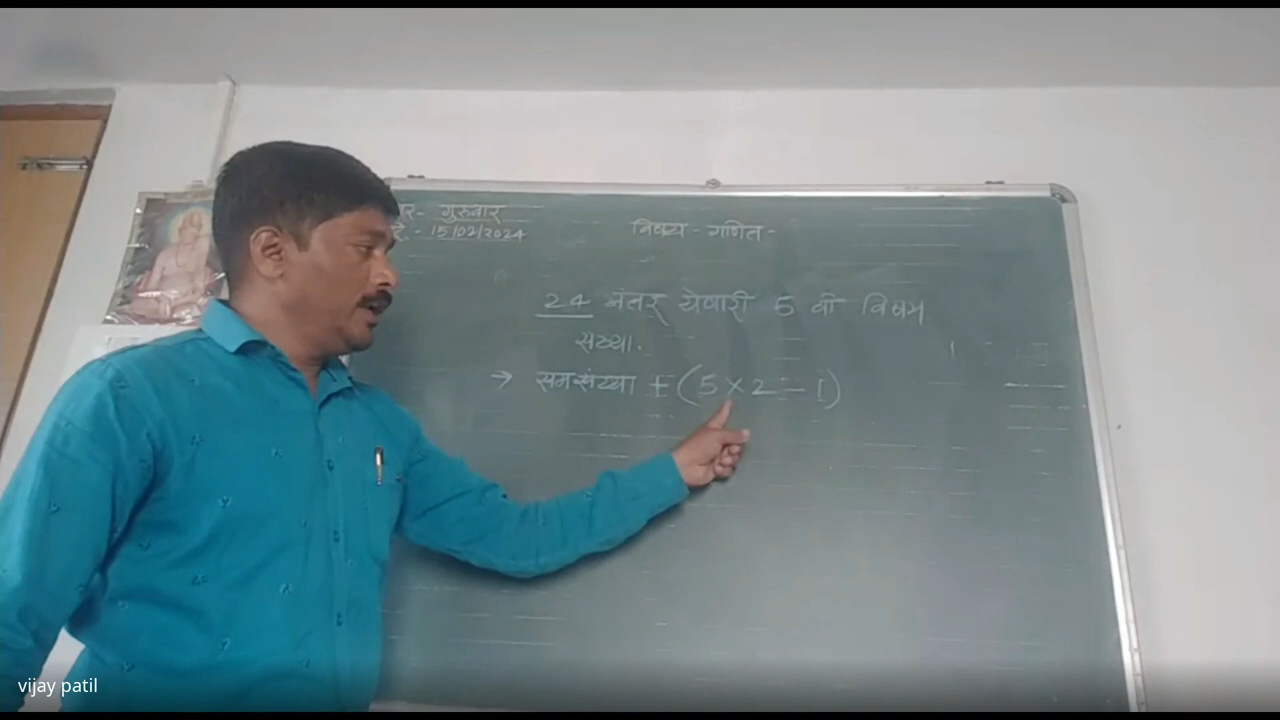 वार- गुरुवार
दि. - 15/02/2024
विषय - गणित -
24 नंतर येणारी 5 वी विषम
संख्या.
→ समसंख्या + (5 × 2 - 1)
vijay patil